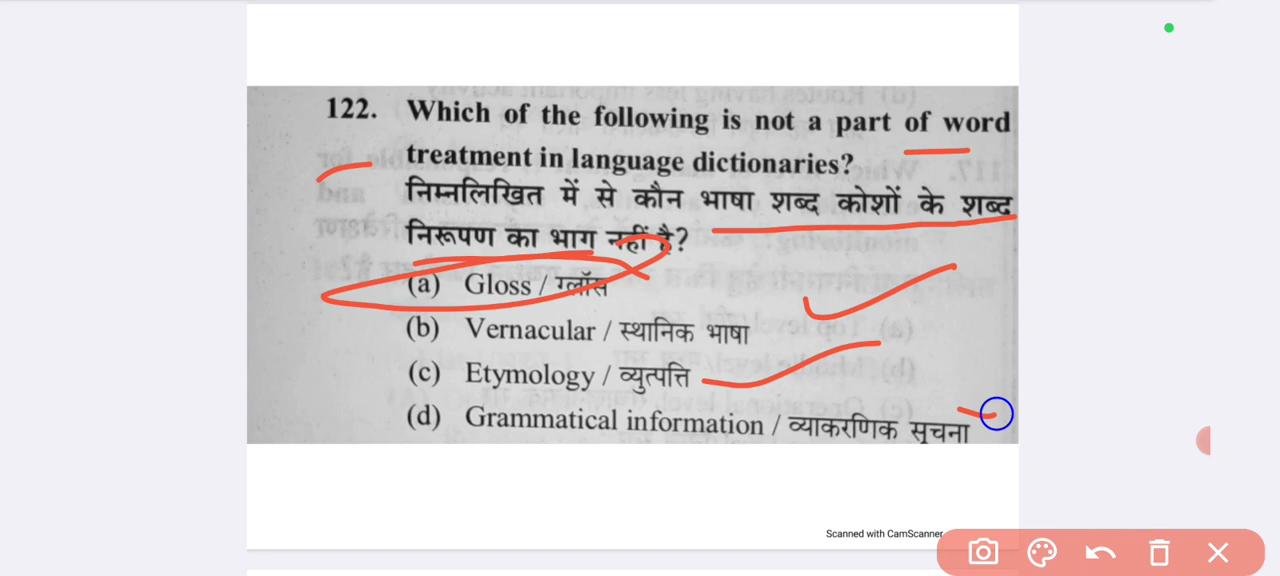 122. Which of the following is not a part of word
treatment in language dictionaries?
निम्नलिखित में से कौन भाषा शब्द कोशों के शब्द
निरूपण का भाग नहीं है?
(a) Gloss / ग्लॉस
(b) Vernacular / स्थानिक भाषा
(c) Etymology / व्युत्पत्ति
(d) Grammatical information / व्याकरणिक सूचना
Scanned with CamScanner